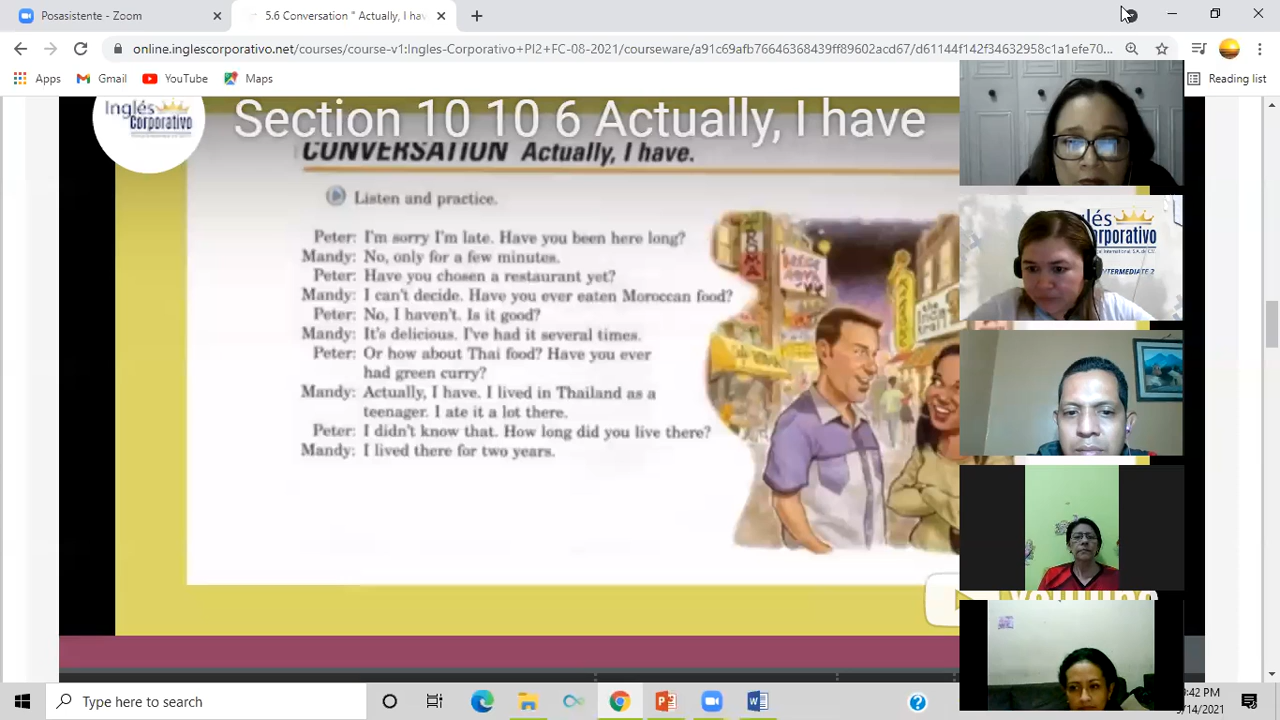 Posasistente - Zoom
5.6 Conversation " Actually, I hav
online.inglescorporativo.net/courses/course-v1:Ingles-Corporativo+PI2+FC-08-2021/courseware/a91c69afb76646368439ff89602acd67/d61144f142f34632958c1a1efe70...
Apps
Gmail
YouTube
Maps
Reading list
Inglés
Corporativo
Section 10 10 6 Actually, I have
CONVERSATION Actually, I have.
Listen and practice.
Peter: I'm sorry I'm late. Have you been here long?
Mandy: No, only for a few minutes.
Peter: Have you chosen a restaurant yet?
Mandy: I can't decide. Have you ever eaten Moroccan food?
Peter: No, I haven't. Is it good?
Mandy: It's delicious. I've had it several times.
Peter: Or how about Thai food? Have you ever
had green curry?
Mandy: Actually, I have. I lived in Thailand as a
teenager. I ate it a lot there.
Peter: I didn't know that. How long did you live there?
Mandy: I lived there for two years.
Type here to search
:42 PM
/14/2021